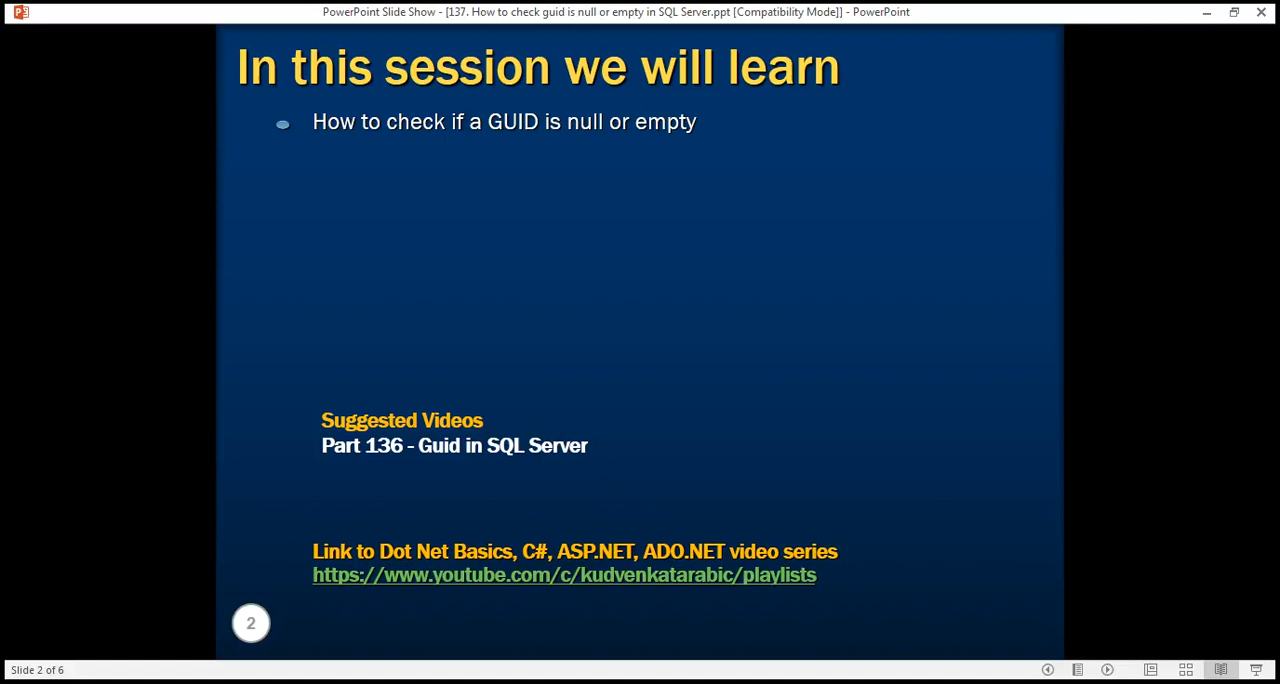 PowerPoint Slide Show - [137. How to check guid is null or empty in SQL Server.ppt [Compatibility Mode]] - PowerPoint
In this session we will learn
How to check if a GUID is null or empty
Suggested Videos
Part 136 - Guid in SQL Server
Link to Dot Net Basics, C#, ASP.NET, ADO.NET video series
https://www.youtube.com/c/kudvenkatarabic/playlists
2
Slide 2 of 6